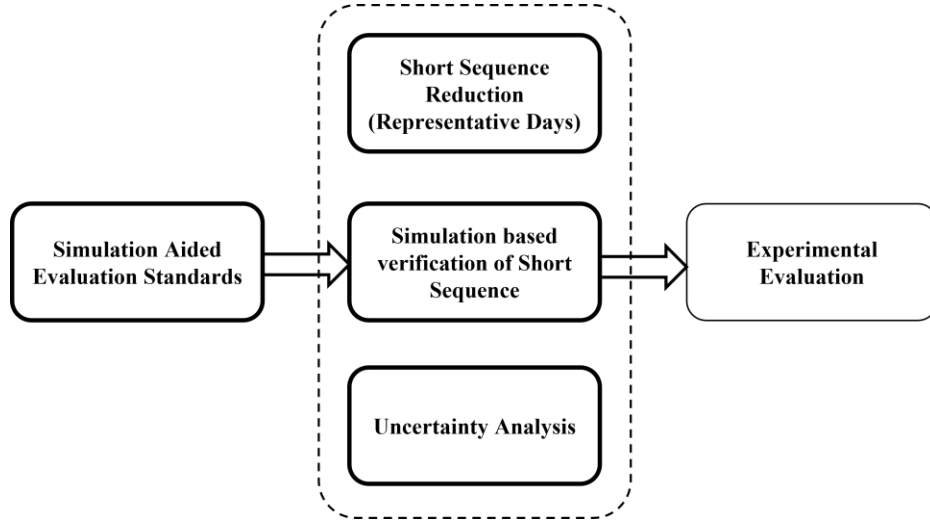 Short Sequence
Reduction
(Representative Days)
Simulation Aided
Evaluation Standards
Simulation based
verification of Short
Sequence
Experimental
Evaluation
Uncertainty Analysis